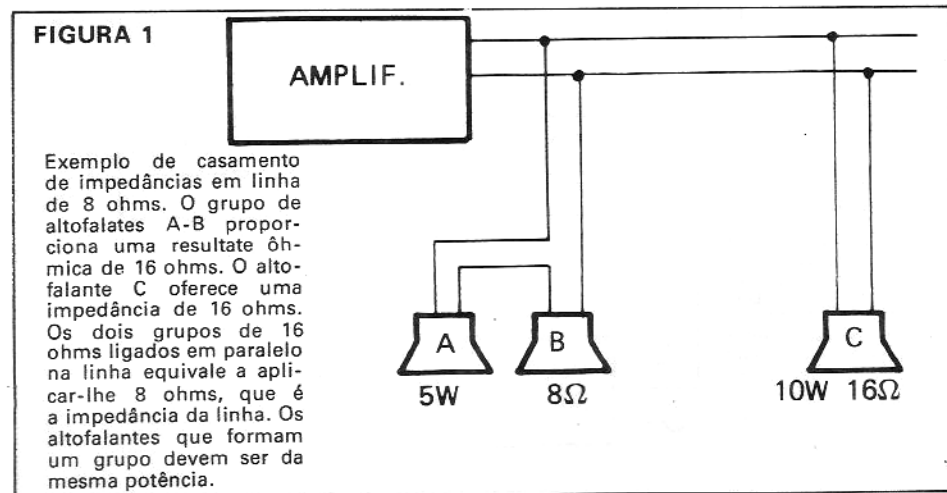 FIGURA 1
AMPLIF.
Exemplo de casamento
de impedâncias em linha
de 8 ohms. O grupo de
altofalates A-B propor-
ciona uma resultate ôh-
mica de 16 ohms. O alto-
falante C oferece uma
impedância de 16 ohms.
Os dois grupos de 16
ohms ligados em paralelo
na linha equivale a apli-
car-lhe 8 ohms, que é
a impedância da linha. Os
altofalantes que formam
um grupo devem ser da
mesma potência.
A
B
C
5W
8Ω
10W 16Ω